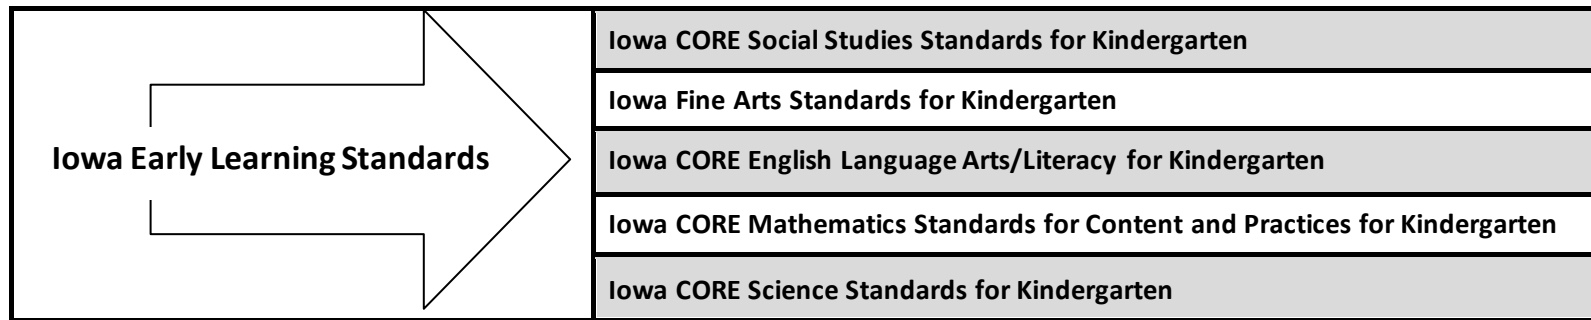 Iowa Early Learning Standards
Iowa CORE Social Studies Standards for Kindergarten
Iowa Fine Arts Standards for Kindergarten
Iowa CORE English Language Arts/Literacy for Kindergarten
Iowa CORE Mathematics Standards for Content and Practices for Kindergarten
Iowa CORE Science Standards for Kindergarten